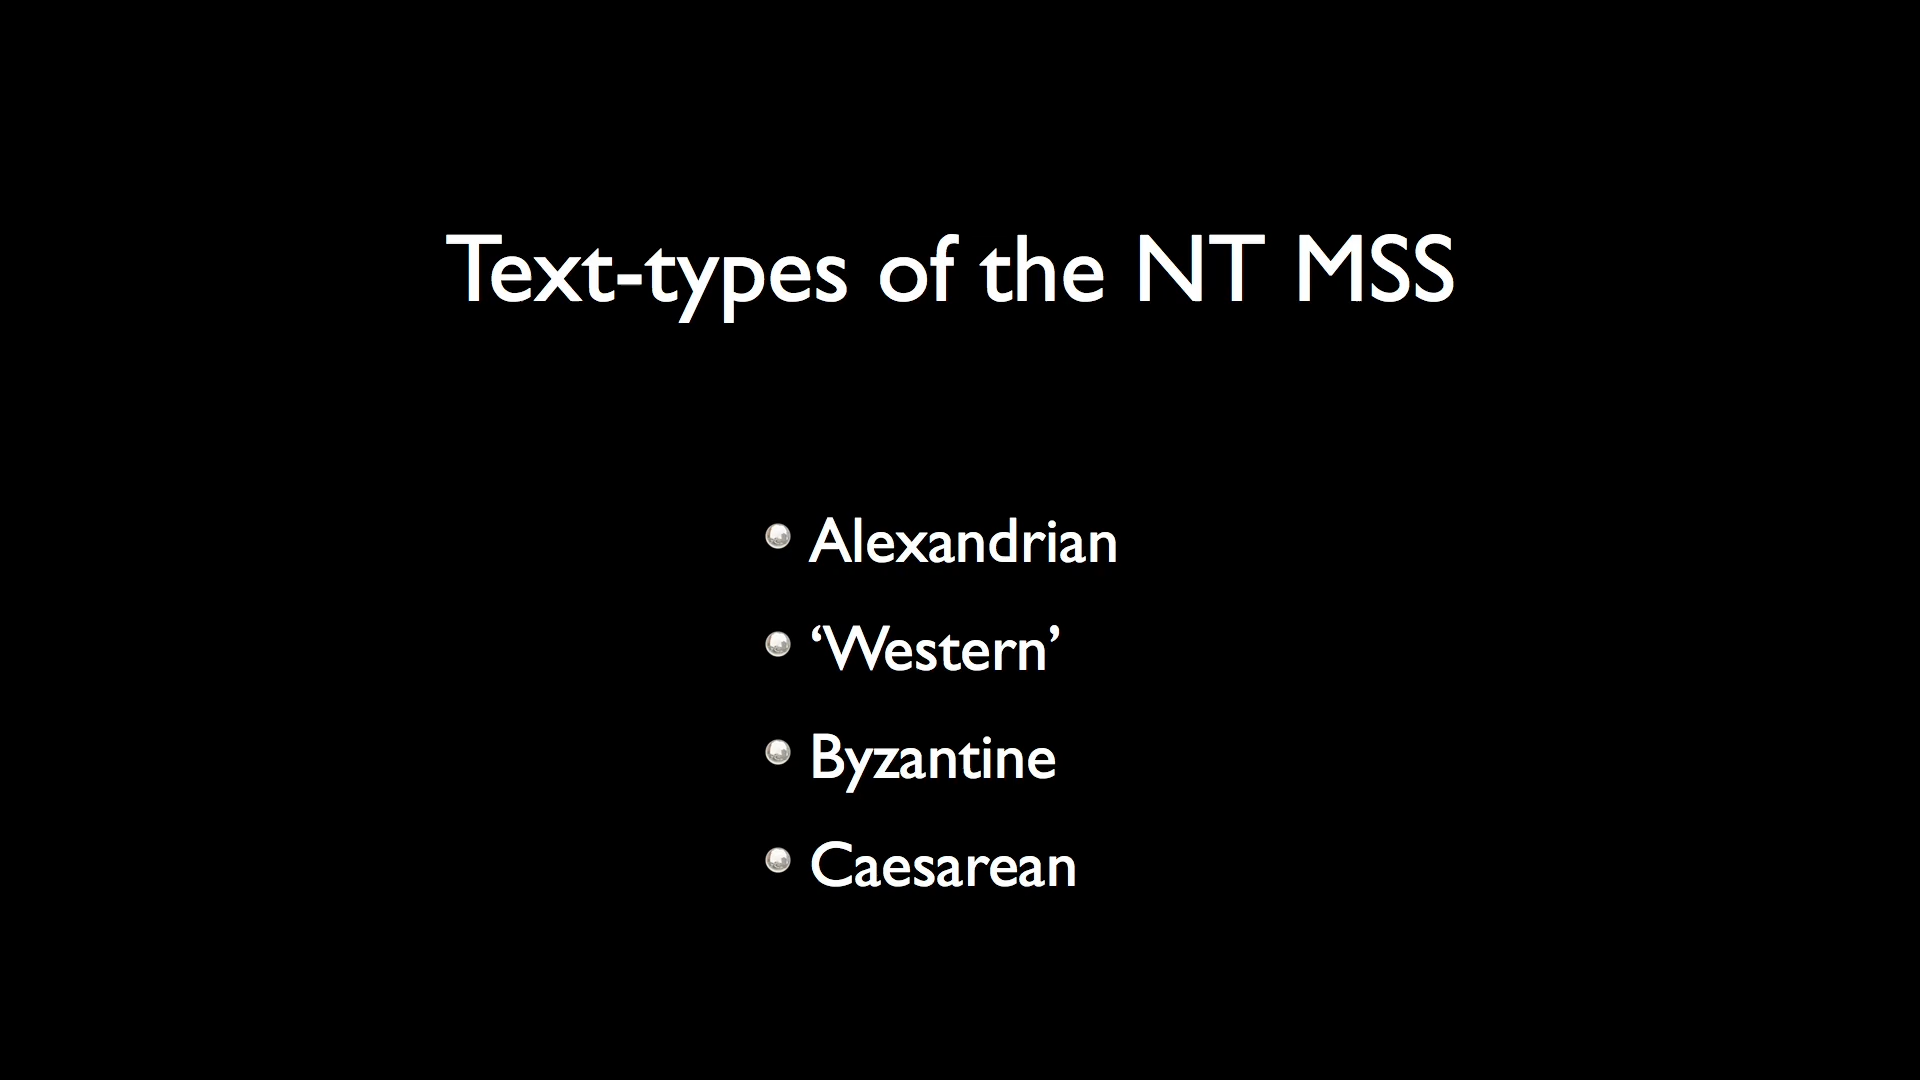 Text-types of the NT MSS
Alexandrian
‘Western’
Byzantine
Caesarean